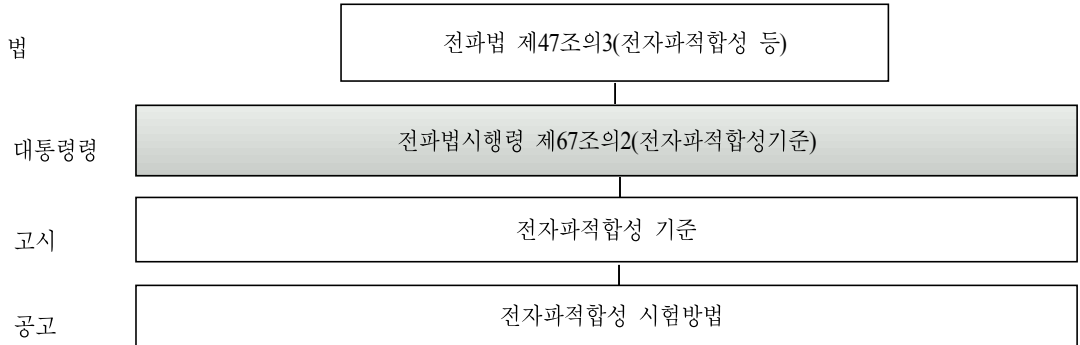 법
전파법 제47조의3(전자파적합성 등)
대통령령
전파법시행령 제67조의2(전자파적합성기준)
고시
전자파적합성 기준
공고
전자파적합성 시험방법